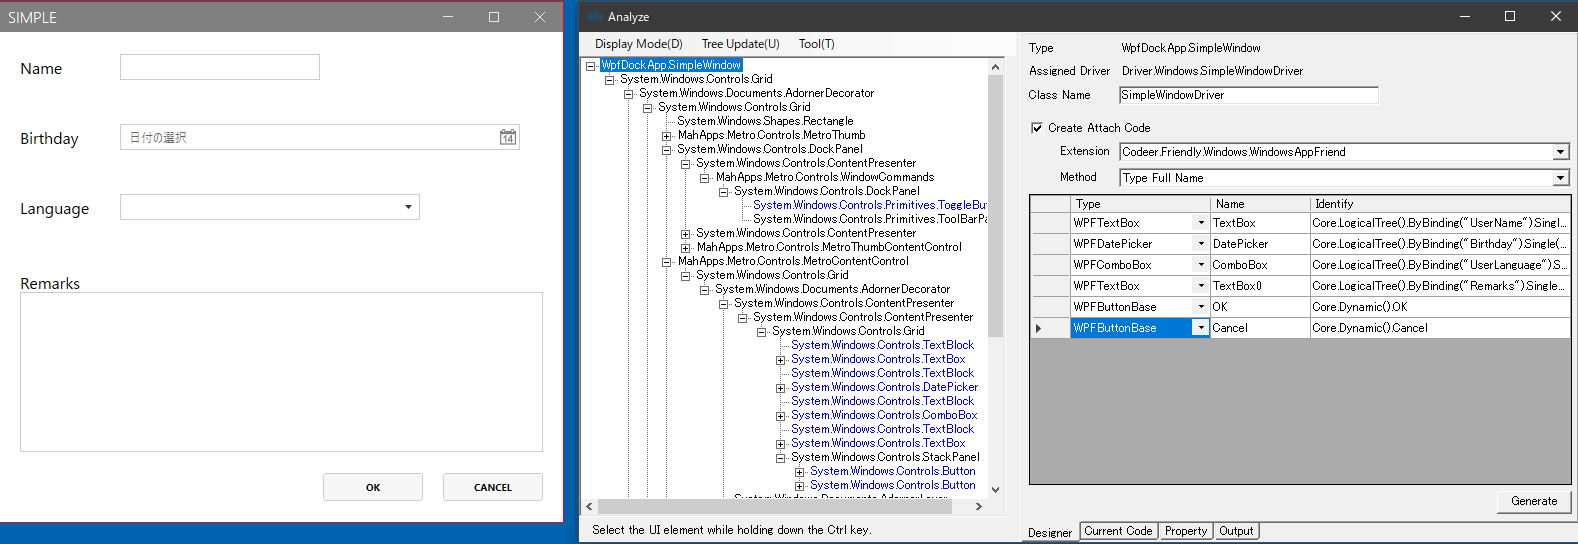 SIMPLE
Name
Birthday
日付の選択
14
Language
Remarks
OK
CANCEL
Analyze
Display Mode(D)
Tree Update(U)
Tool(T)
WpfDockApp.SimpleWindow
System.Windows.Controls.Grid
System.Windows.Documents.AdornerDecorator
System.Windows.Controls.Grid
System.Windows.Shapes.Rectangle
MahApps.Metro.Controls.MetroThumb
System.Windows.Controls.DockPanel
System.Windows.Controls.ContentPresenter
MahApps.Metro.Controls.WindowCommands
System.Windows.Controls.DockPanel
System.Windows.Controls.Primitives.ToggleBu
System.Windows.Controls.Primitives.ToolBarPa
System.Windows.Controls.ContentPresenter
MahApps.Metro.Controls.MetroThumbContentControl
MahApps.Metro.Controls.MetroContentControl
System.Windows.Controls.Grid
System.Windows.Documents.AdornerDecorator
System.Windows.Controls.ContentPresenter
System.Windows.Controls.ContentPresenter
System.Windows.Controls.Grid
System.Windows.Controls.TextBlock
System.Windows.Controls.TextBox
System.Windows.Controls.TextBlock
System.Windows.Controls.DatePicker
System.Windows.Controls.TextBlock
System.Windows.Controls.ComboBox
System.Windows.Controls.TextBlock
System.Windows.Controls.TextBox
System.Windows.Controls.StackPanel
System.Windows.Controls.Button
System.Windows.Controls.Button
System.Windows.Documents.AdornerLayer
Select the UI element while holding down the Ctrl key.
Type WpfDockApp.SimpleWindow
Assigned Driver Driver.Windows.SimpleWindowDriver
Class Name SimpleWindowDriver
Create Attach Code
Extension Codeer.Friendly.Windows.WindowsAppFriend
Method Type Full Name
Type Name Identify
WPFTextBox TextBox Core.LogicalTree().ByBinding("UserName").Singl...
WPFDatePicker DatePicker Core.LogicalTree().ByBinding("Birthday").Single(...
WPFComboBox ComboBox Core.LogicalTree().ByBinding("UserLanguage").S...
WPFTextBox TextBox0 Core.LogicalTree().ByBinding("Remarks").Single...
WPFButtonBase OK Core.Dynamic().OK
WPFButtonBase Cancel Core.Dynamic().Cancel
Generate
Designer Current Code Property Output